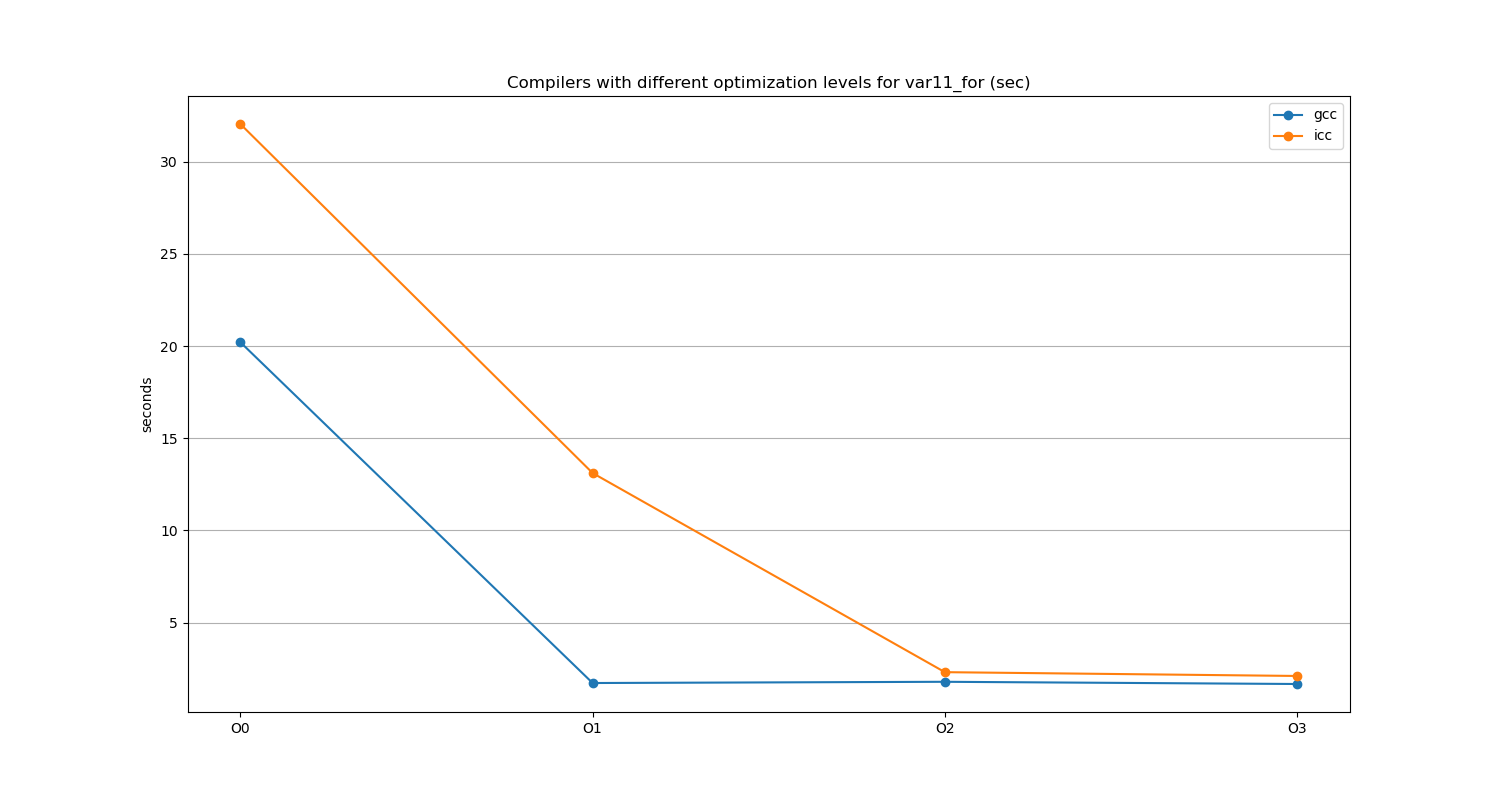 Compilers with different optimization levels for var11_for (sec)
gcc
icc
30
25
20
15
10
5
seconds
O0
O1
O2
O3